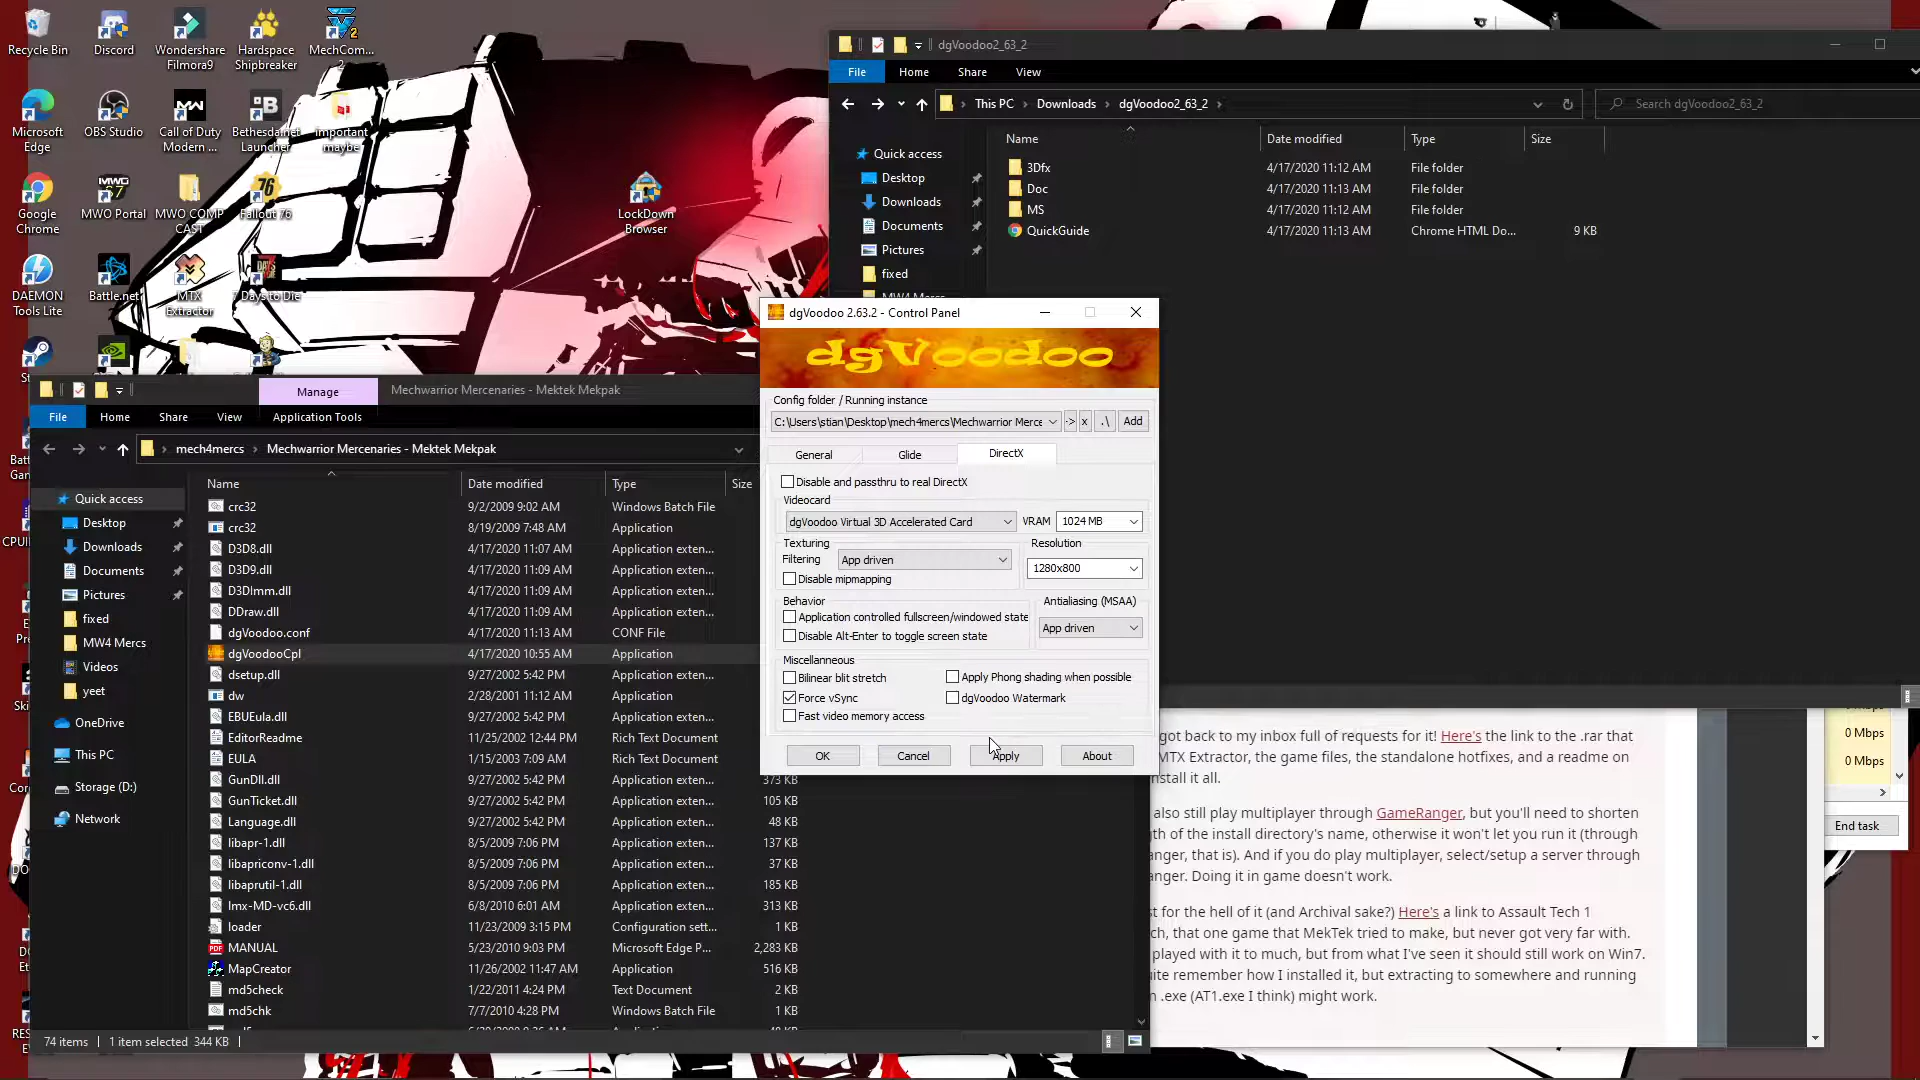 Recycle Bin
Discord
Wondershare
Filmora9
Hardspace
Shipbreaker
MechCom...
2
Microsoft
Edge
OBS Studio
Call of Duty
Modern ...
Bethesda.net
Launcher
important
maybe
Google
Chrome
MWO Portal
MWO COMP
CAST
Fallout 76
LockDown
Browser
DAEMON
Tools Lite
Battle.net
MTX
Extractor
7 Days to Die
dgVoodoo2_63_2
File
Home
Share
View
This PC
Downloads
dgVoodoo2_63_2
Search dgVoodoo2_63_2
Name
Date modified
Type
Size
Quick access
Desktop
Downloads
Documents
Pictures
fixed
MW4 Mercs
3Dfx 4/17/2020 11:12 AM File folder
Doc 4/17/2020 11:13 AM File folder
MS 4/17/2020 11:12 AM File folder
QuickGuide 4/17/2020 11:13 AM Chrome HTML Do... 9 KB
Manage
Mechwarrior Mercenaries - Mektek Mekpak
File
Home
Share
View
Application Tools
mech4mercs
Mechwarrior Mercenaries - Mektek Mekpak
Quick access
Desktop
Downloads
Documents
Pictures
fixed
MW4 Mercs
Videos
yeet
OneDrive
This PC
Storage (D:)
Network
Name Date modified Type Size
crc32 9/2/2009 9:02 AM Windows Batch File
crc32 8/19/2009 7:48 AM Application
D3D8.dll 4/17/2020 11:07 AM Application exten...
D3D9.dll 4/17/2020 11:09 AM Application exten...
D3DImm.dll 4/17/2020 11:09 AM Application exten...
DDraw.dll 4/17/2020 11:09 AM Application exten...
dgVoodoo.conf 4/17/2020 11:13 AM CONF File
dgVoodooCpl 4/17/2020 10:55 AM Application
dsetup.dll 9/27/2002 5:42 PM Application exten...
dw 2/28/2001 11:12 AM Application
EBUEula.dll 9/27/2002 5:42 PM Application exten...
EditorReadme 11/25/2002 12:44 PM Rich Text Document
EULA 1/15/2003 7:09 AM Rich Text Document
GunDll.dll 9/27/2002 5:42 PM Application exten... 373 KB
GunTicket.dll 9/27/2002 5:42 PM Application exten... 105 KB
Language.dll 9/27/2002 5:42 PM Application exten... 48 KB
libapr-1.dll 8/5/2009 7:06 PM Application exten... 137 KB
libapriconv-1.dll 8/5/2009 7:06 PM Application exten... 37 KB
libaprutil-1.dll 8/5/2009 7:06 PM Application exten... 185 KB
lmx-MD-vc6.dll 6/8/2010 6:01 AM Application exten... 313 KB
loader 11/23/2009 3:15 PM Configuration sett... 1 KB
MANUAL 5/23/2010 9:03 PM Microsoft Edge P... 2,283 KB
MapCreator 11/26/2002 11:47 AM Application 516 KB
md5check 1/22/2011 4:24 PM Text Document 2 KB
md5chk 7/7/2010 4:28 PM Windows Batch File 1 KB
74 items
1 item selected 344 KB
dgVoodoo 2.63.2 - Control Panel
dgVoodoo
Config folder / Running instance
C:\Users\stian\Desktop\mech4mercs\Mechwarrior Merce
-> x .\ Add
General
Glide
DirectX
Disable and passthru to real DirectX
Videocard
dgVoodoo Virtual 3D Accelerated Card
VRAM
1024 MB
Texturing
Filtering
App driven
Disable mipmapping
Resolution
1280x800
Behavior
Application controlled fullscreen/windowed state
Disable Alt-Enter to toggle screen state
Antialiasing (MSAA)
App driven
Miscellaneous
Bilinear blit stretch
Apply Phong shading when possible
Force vSync
dgVoodoo Watermark
Fast video memory access
OK
Cancel
Apply
About
got back to my inbox full of requests for it! Here's the link to the .rar that
MTX Extractor, the game files, the standalone hotfixes, and a readme on
nstall it all.
also still play multiplayer through GameRanger, but you'll need to shorten
gth of the install directory's name, otherwise it won't let you run it (through
anger, that is). And if you do play multiplayer, select/setup a server through
anger. Doing it in game doesn't work.
st for the hell of it (and Archival sake?) Here's a link to Assault Tech 1
ch, that one game that MekTek tried to make, but never got very far with.
played with it to much, but from what I've seen it should still work on Win7.
uite remember how I installed it, but extracting to somewhere and running
n .exe (AT1.exe I think) might work.
0 Mbps
0 Mbps
End task